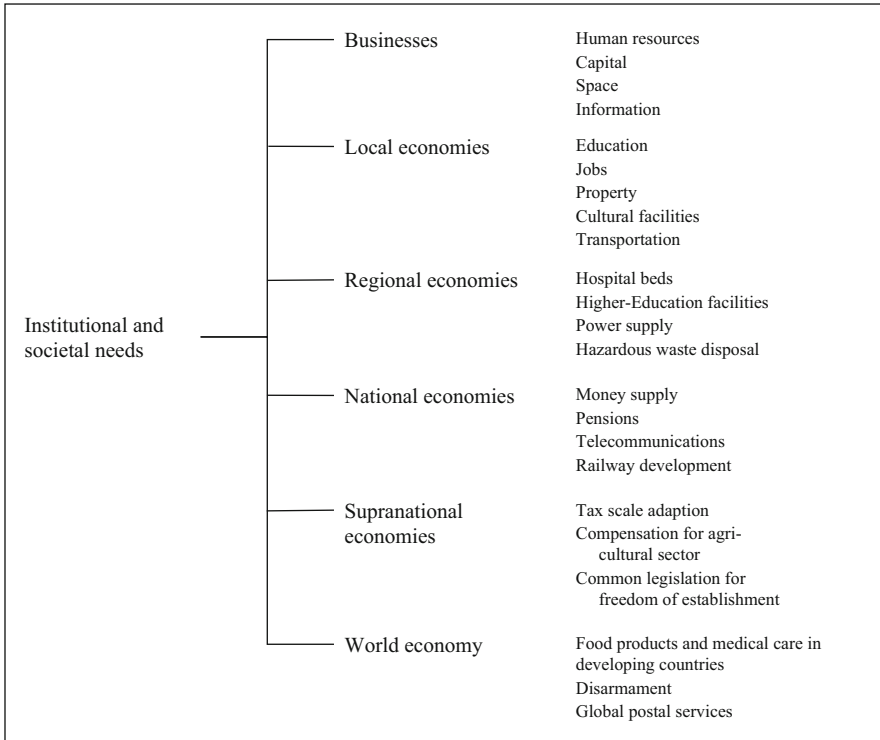 Businesses
Human resources
Capital
Space
Information
Local economies
Education
Jobs
Property
Cultural facilities
Transportation
Regional economies
Hospital beds
Higher-Education facilities
Power supply
Hazardous waste disposal
Institutional and
societal needs
National economies
Money supply
Pensions
Telecommunications
Railway development
Supranational
economies
Tax scale adaption
Compensation for agri-
cultural sector
Common legislation for
freedom of establishment
World economy
Food products and medical care in
developing countries
Disarmament
Global postal services